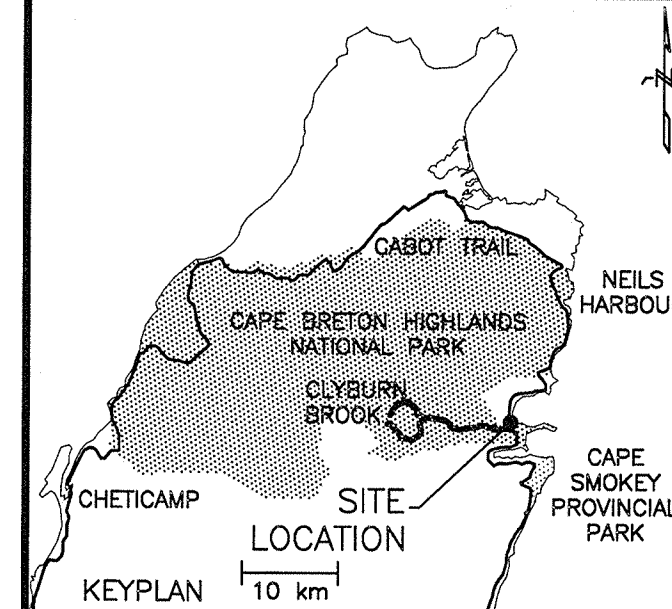 CABOT TRAIL
NEILS
HARBOU
CAPE BRETON HIGHLANDS
NATIONAL PARK
CLYBURN
BROOK
CAPE
SMOKEY
PROVINCIAL
PARK
CHETICAMP
SITE
LOCATION
KEYPLAN
10 km